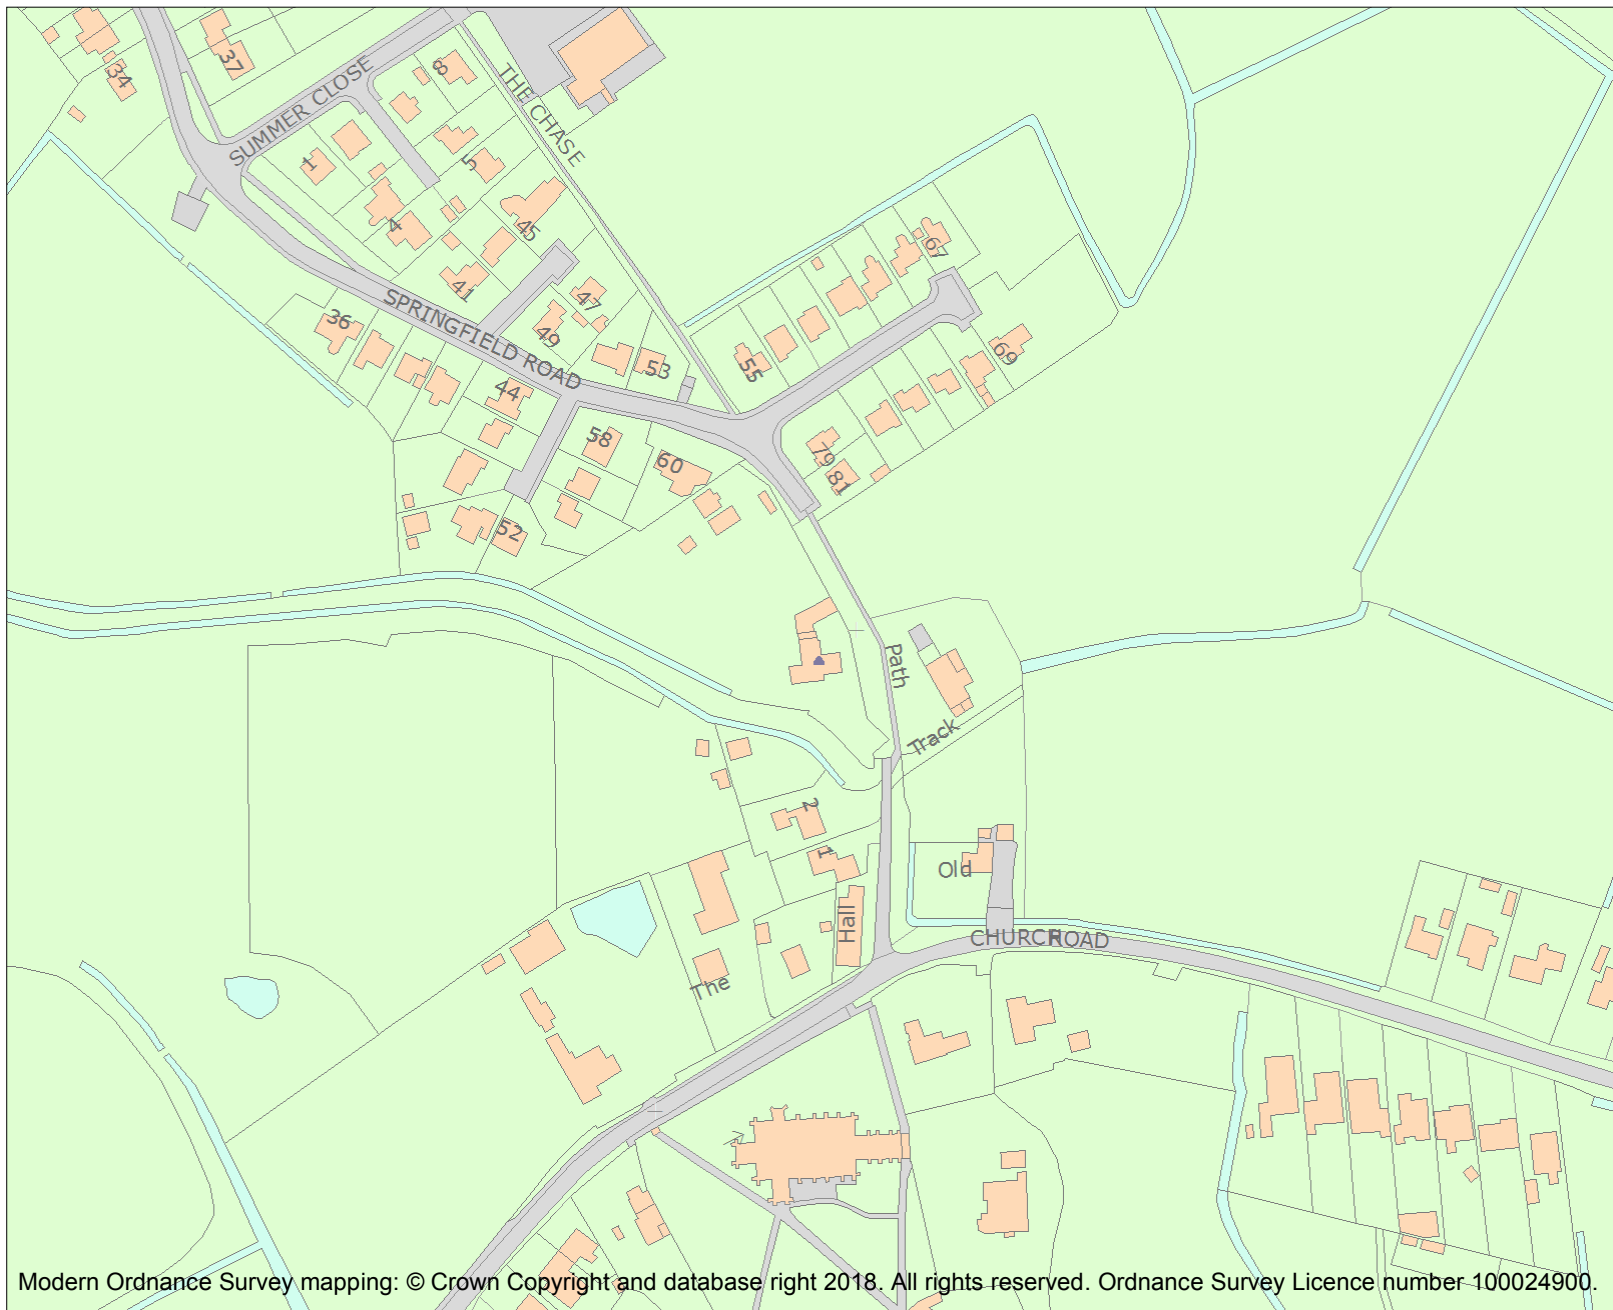 37
34
8
SUMMER CLOSE
THE CHASE
1
5
4
45
41
67
47
36
SPRINGFIELD ROAD
49
69
53
55
44
58
60
79
81
52
Path
Track
2
1
Old
Hall
CHURCH ROAD
The
Modern Ordnance Survey mapping: © Crown Copyright and database right 2018. All rights reserved. Ordnance Survey Licence number 100024900.